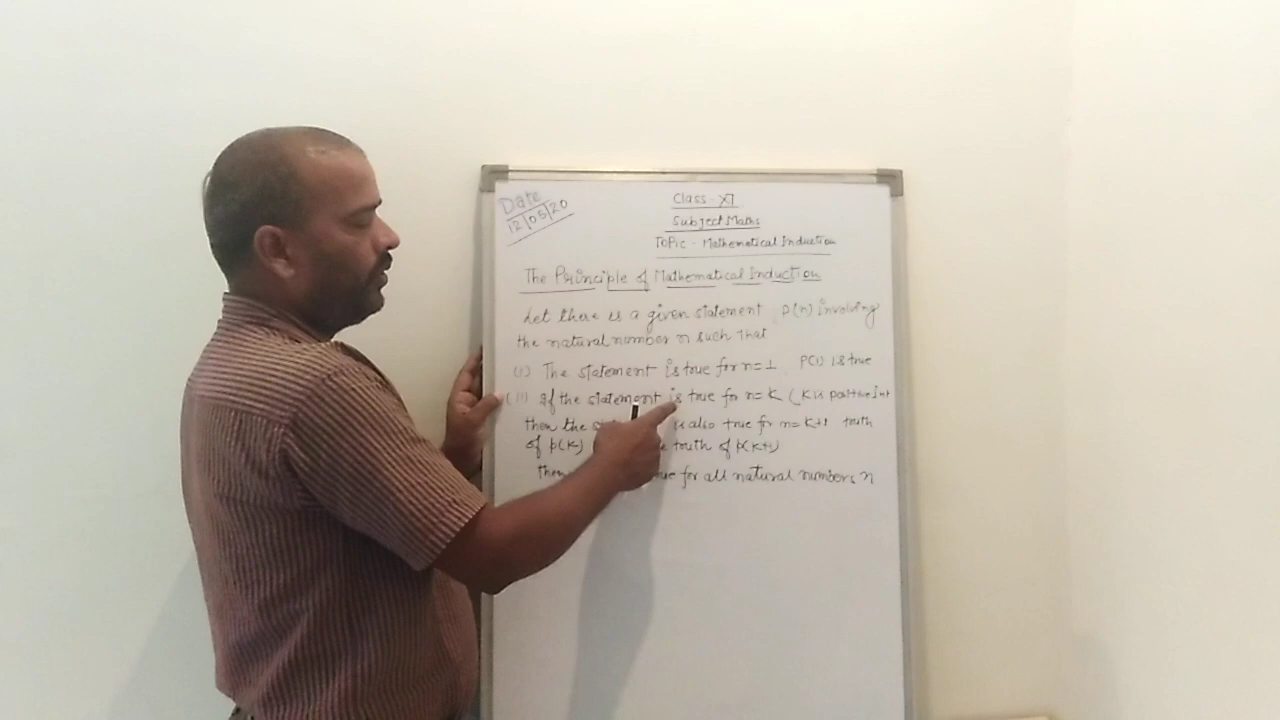 Date
12/05/20
Class - XI
Subject Maths
Topic - Mathematical Induction
The Principle of Mathematical Induction
Let there is a given statement P(n) involving
the natural number n such that
(i) The statement is true for n=1 P(1) is true
(ii) If the statement is true for n=k (k is positive Int
then the is also true for n=k+1 truth
of p(k) truth of p(k+1)
then for all natural numbers n